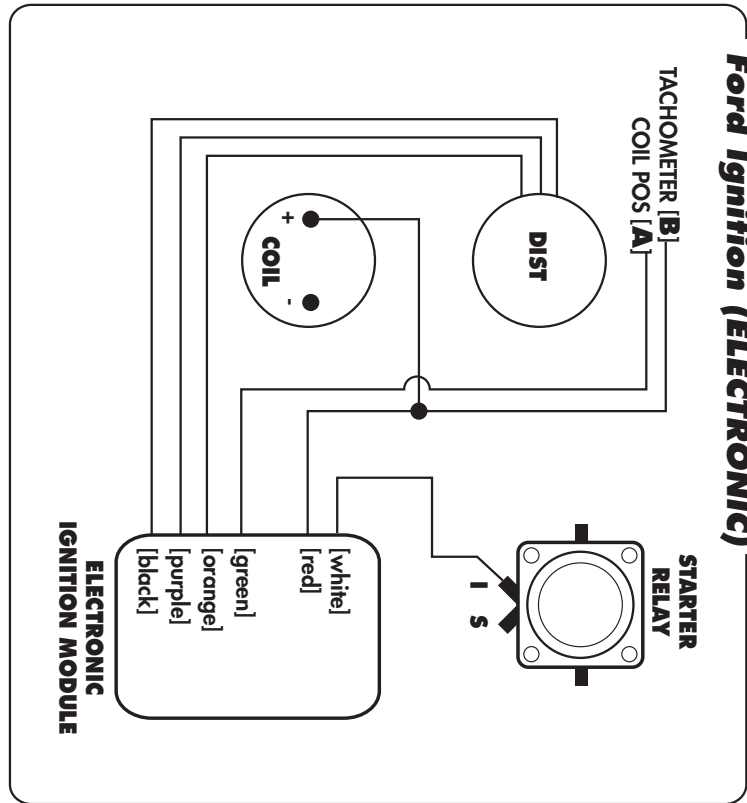 Ford Ignition (ELECTRONIC)
TACHOMETER [B]
COIL POS [A]
STARTER
RELAY
DIST
I
S
+
COIL
-
[white]
[red]
[green]
[orange]
[purple]
[black]
ELECTRONIC
IGNITION MODULE